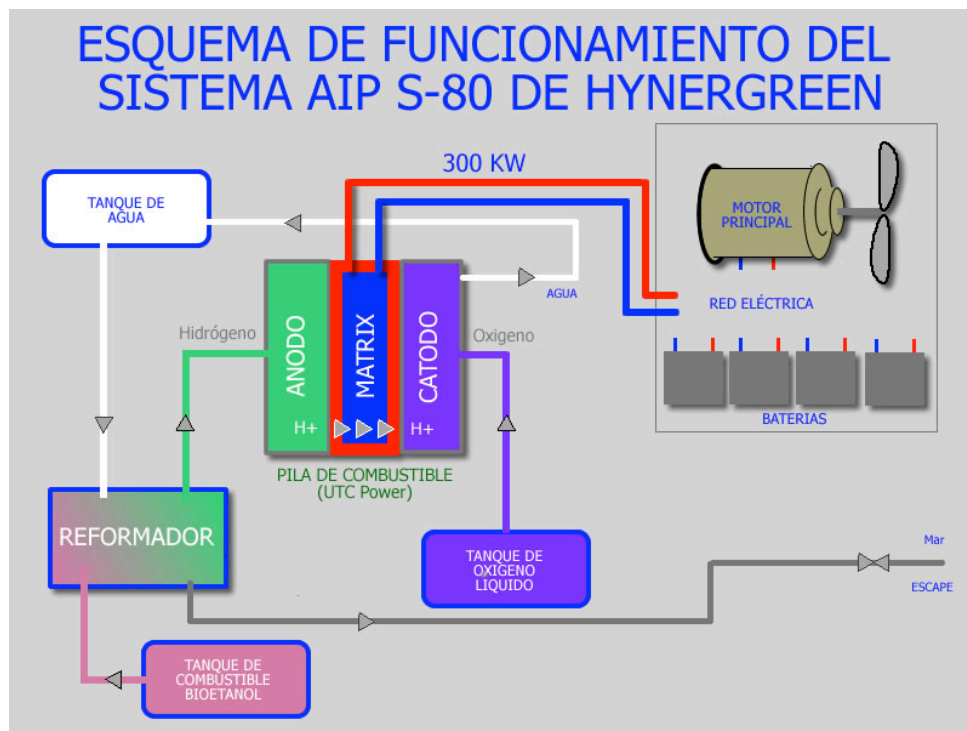 ESQUEMA DE FUNCIONAMIENTO DEL
SISTEMA AIP S-80 DE HYNERGREEN
300 KW
TANQUE DE
AGUA
MOTOR
PRINCIPAL
AGUA
RED ELÉCTRICA
Hidrógeno
ANODO
MATRIX
CATODO
Oxigeno
H+
H+
BATERIAS
PILA DE COMBUSTIBLE
(UTC Power)
REFORMADOR
TANQUE DE
OXIGENO
LIQUIDO
Mar
ESCAPE
TANQUE DE
COMBUSTIBLE
BIOETANOL